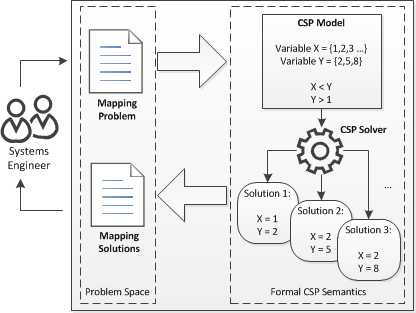 CSP Model
Variable X = {1,2,3 ...}
Variable Y = {2,5,8}
X < Y
Y > 1
Mapping
Problem
CSP Solver
Systems
Engineer
Mapping
Solutions
Solution 1:
X = 1
Y = 2
Solution 2:
X = 2
Y = 5
...
Solution 3:
X = 2
Y = 8
Problem Space
Formal CSP Semantics